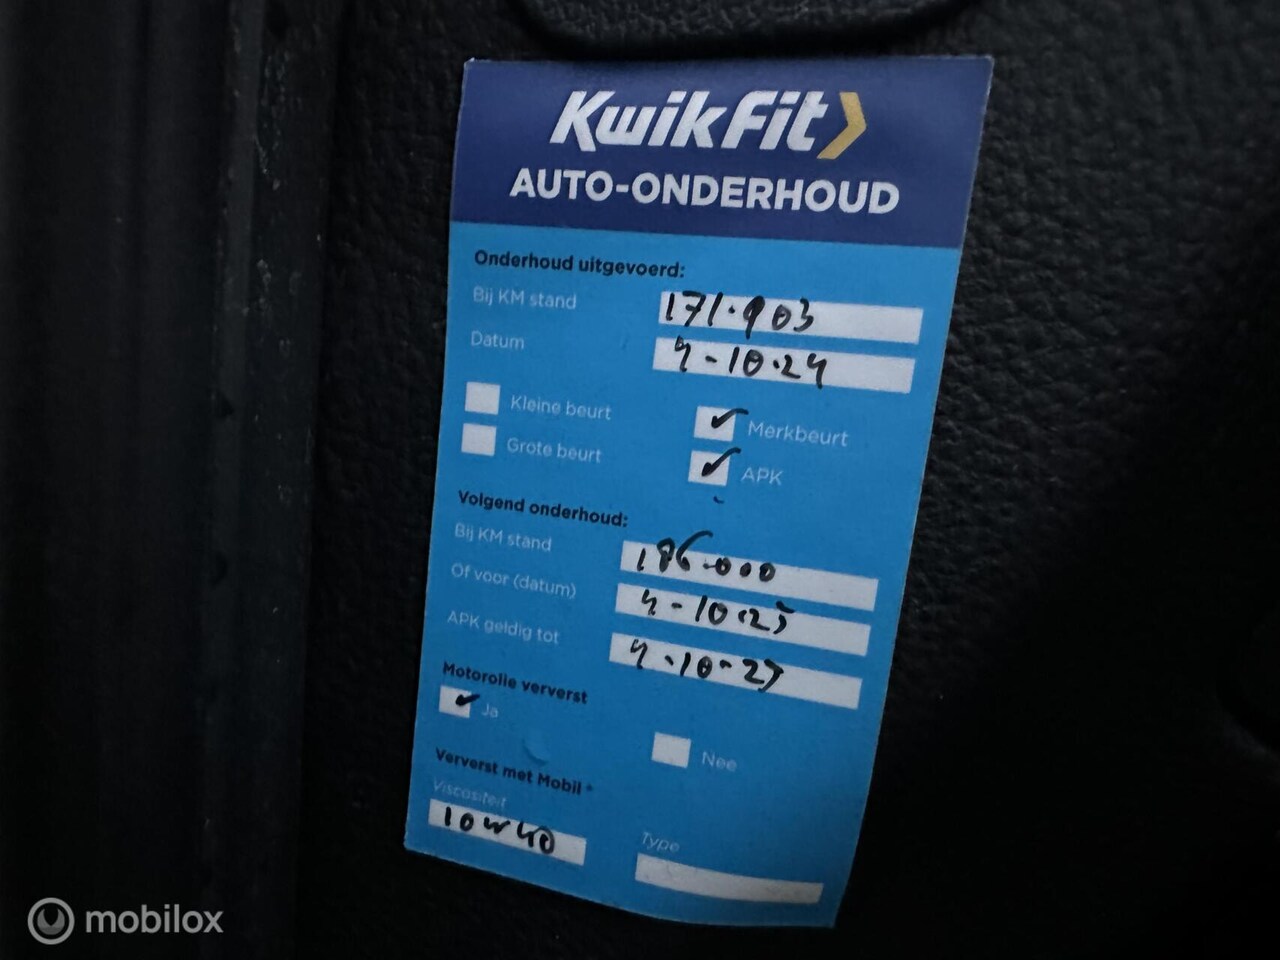 KwikFit
AUTO-ONDERHOUD
Onderhoud uitgevoerd:
Bij KM stand 171.903
Datum 4-10.24
Kleine beurt Merkbeurt
Grote beurt APK
Volgend onderhoud:
Bij KM stand 186.000
Of voor (datum) 4-10.25
APK geldig tot 4-10-25
Motorolie ververst
Ja Nee
Ververst met Mobil
Viscositeit Type
10w40
mobilox